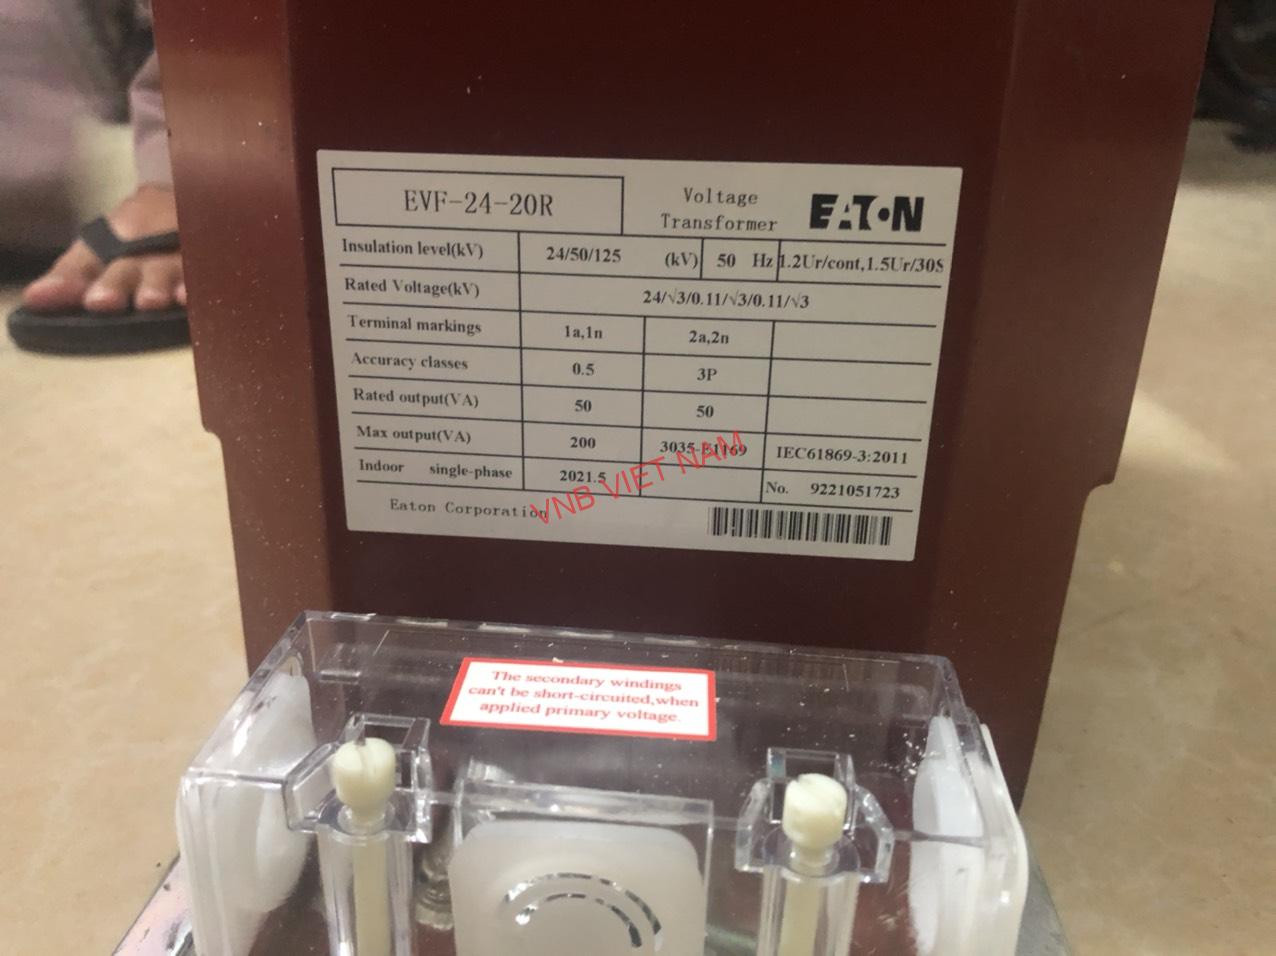 EVF-24-20R Voltage Transformer EATON
Insulation level(kV) 24/50/125 (kV) 50 Hz 1.2Ur/cont,1.5Ur/30S
Rated Voltage(kV) 24/√3/0.11/√3/0.11/√3
Terminal markings 1a,1n 2a,2n
Accuracy classes 0.5 3P
Rated output(VA) 50 50
Max output(VA) 200 3035-E1169 IEC61869-3:2011
Indoor single-phase 2021.5 No. 9221051723
Eaton Corporation
VNB VIET NAM
The secondary windings
can't be short-circuited,when
applied primary voltage.